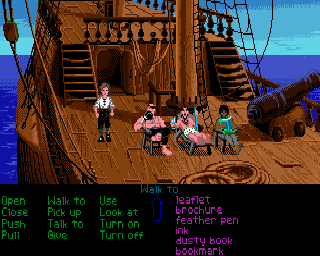 Walk to
Open Walk to Use leaflet
Close Pick up Look at brochure
Push Talk to Turn on feather pen
Pull Give Turn off ink
dusty book
bookmark